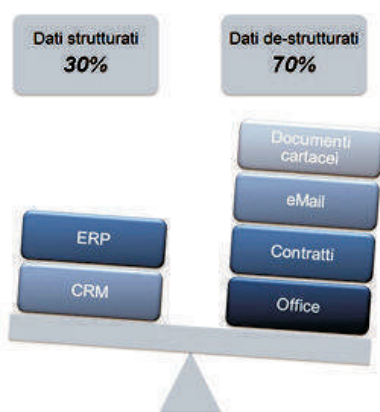 Dati strutturati
30%
Dati de-strutturati
70%
Documenti
cartacei
eMail
ERP
Contratti
CRM
Office